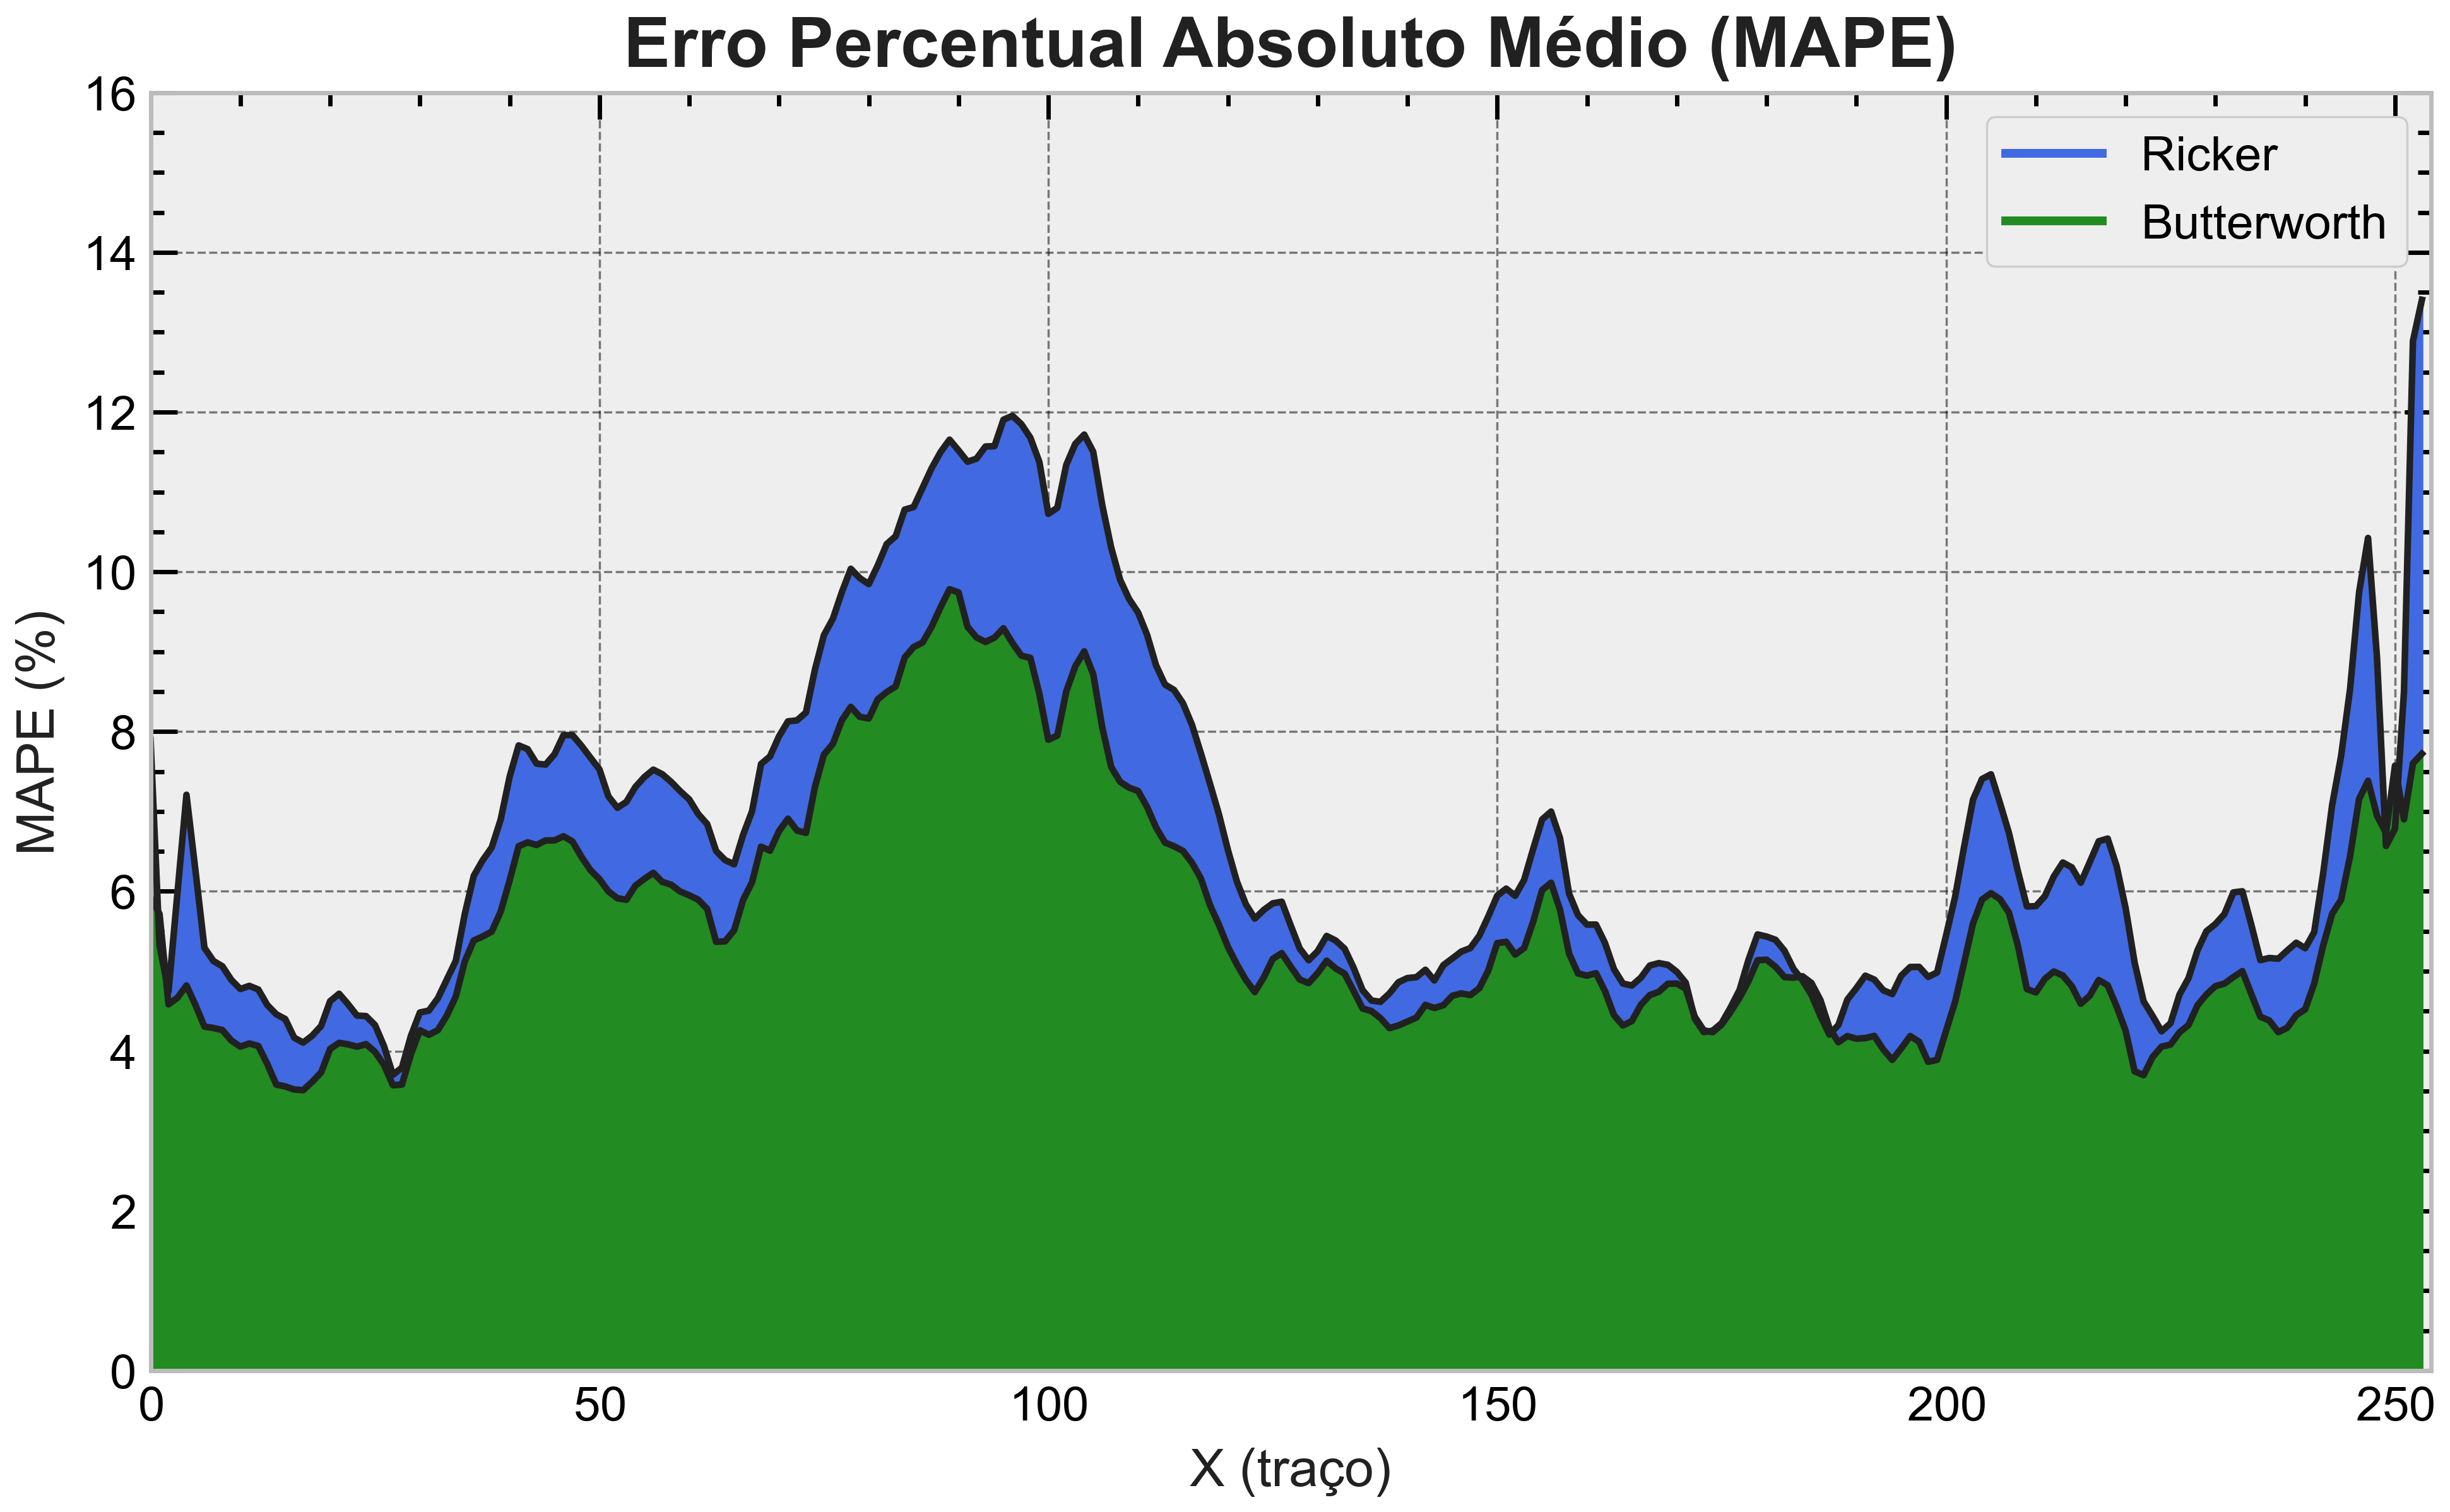 Erro Percentual Absoluto Médio (MAPE)
16
14
12
10
8
6
4
2
0
MAPE (%)
Ricker
Butterworth
0 50 100 150 200 250
X (traço)